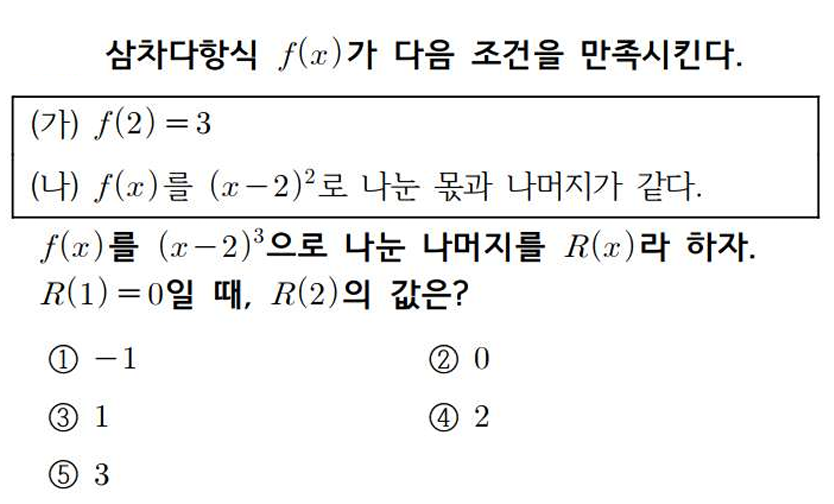 삼차다항식 f(x)가 다음 조건을 만족시킨다.
(가) f(2)=3
(나) f(x)를 (x-2)²로 나눈 몫과 나머지가 같다.
f(x)를 (x-2)³으로 나눈 나머지를 R(x)라 하자.
R(1)=0일 때, R(2)의 값은?
① -1 ② 0
③ 1 ④ 2
⑤ 3